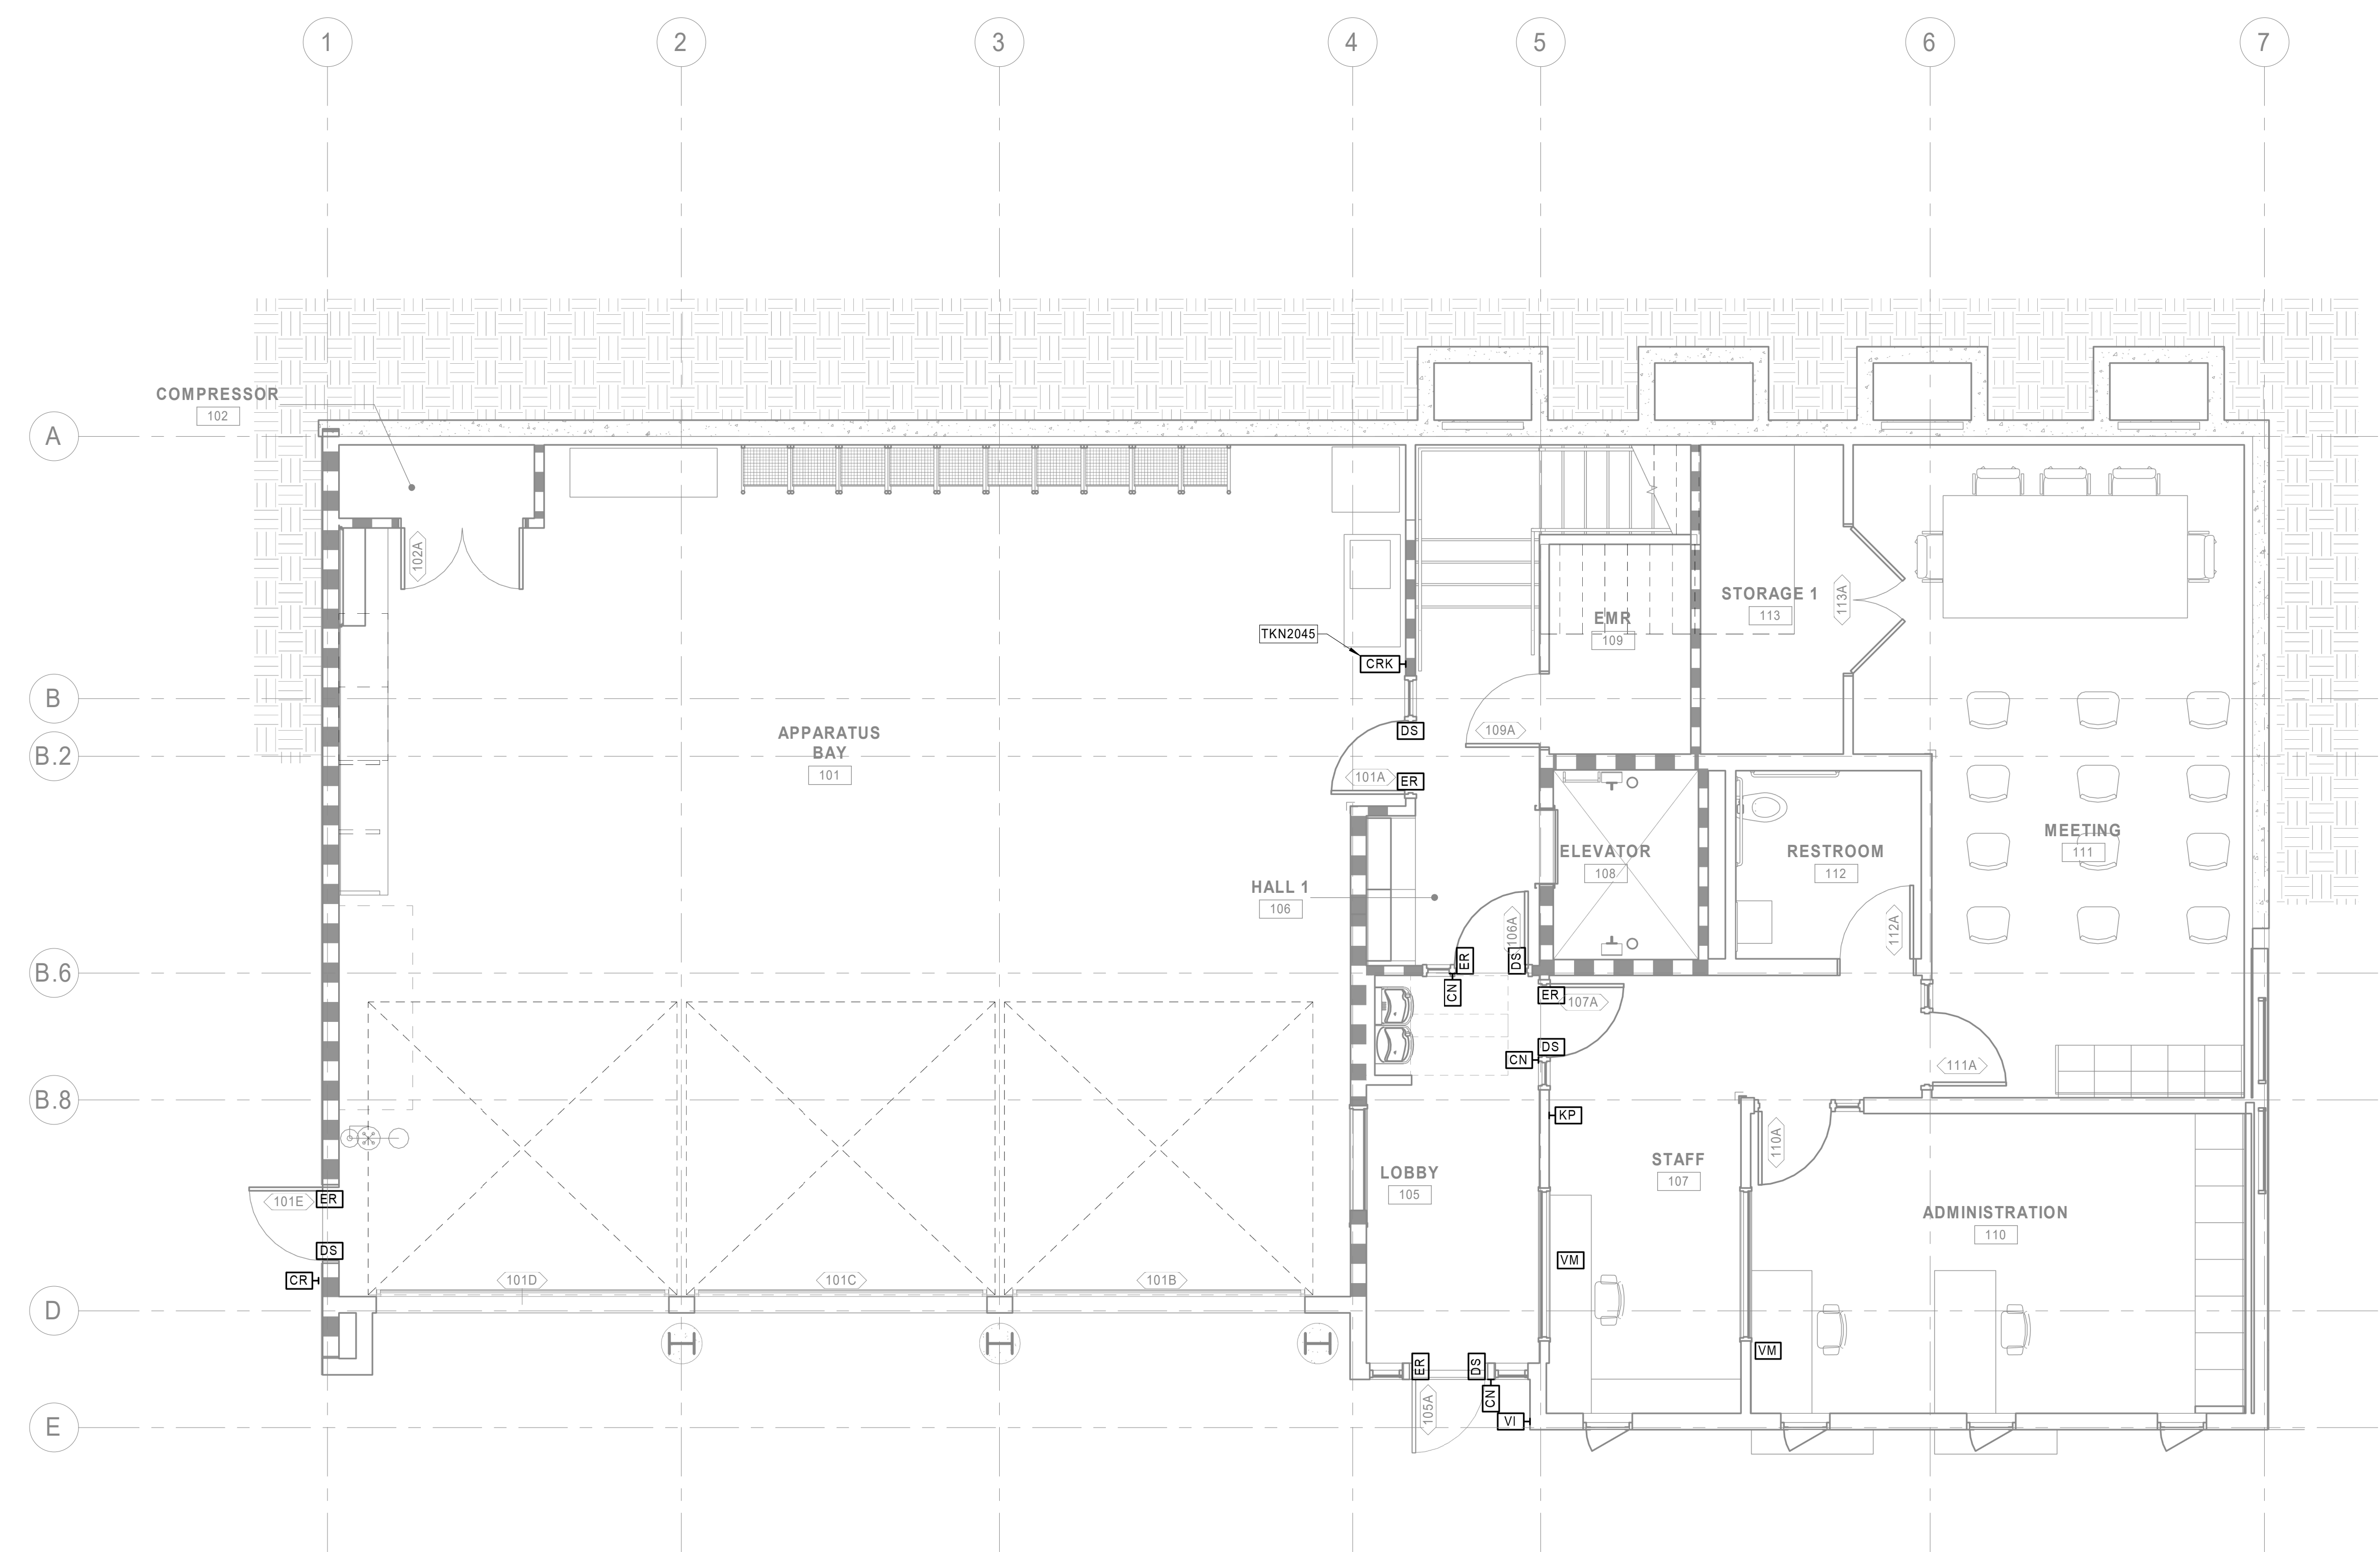 1
2
3
4
5
6
7
COMPRESSOR
102
A
102A
STORAGE 1
113
113A
EMR
109
TKN2045
CRK
B
DS
109A
APPARATUS
BAY
101
B.2
101A
ER
MEETING
111
ELEVATOR
108
RESTROOM
112
HALL 1
106
106A
112A
ER
DS
B.6
CN
ER
107A
DS
CN
111A
B.8
KP
110A
LOBBY
105
STAFF
107
101E
ER
ADMINISTRATION
110
DS
VM
CR
101D
101C
101B
D
VM
ER
DS
CN
105A
VI
E